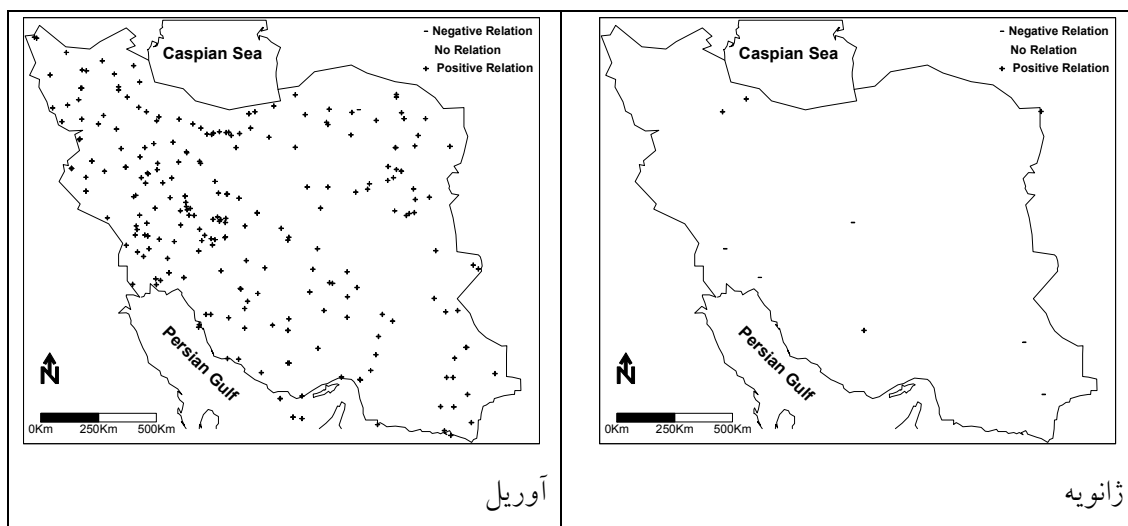 - Negative Relation
No Relation
+ Positive Relation
Caspian Sea
Persian Gulf
N
0Km 250Km 500Km
آوریل
- Negative Relation
No Relation
+ Positive Relation
Caspian Sea
Persian Gulf
N
0Km 250Km 500Km
ژانویه